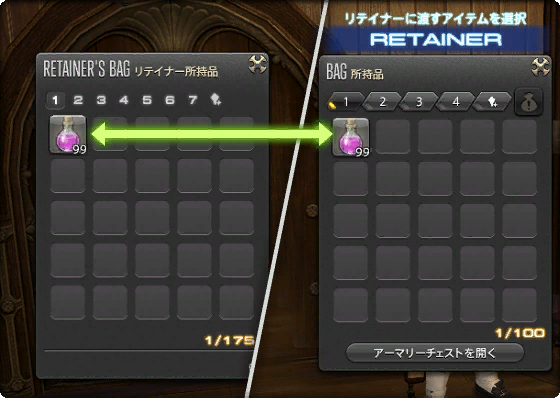 RETAINER'S BAG リテイナー所持品
1 2 3 4 5 6 7
99
1/175
リテイナーに渡すアイテムを選択
RETAINER
BAG 所持品
1 2 3 4
99
1/100
アーマリーチェストを開く